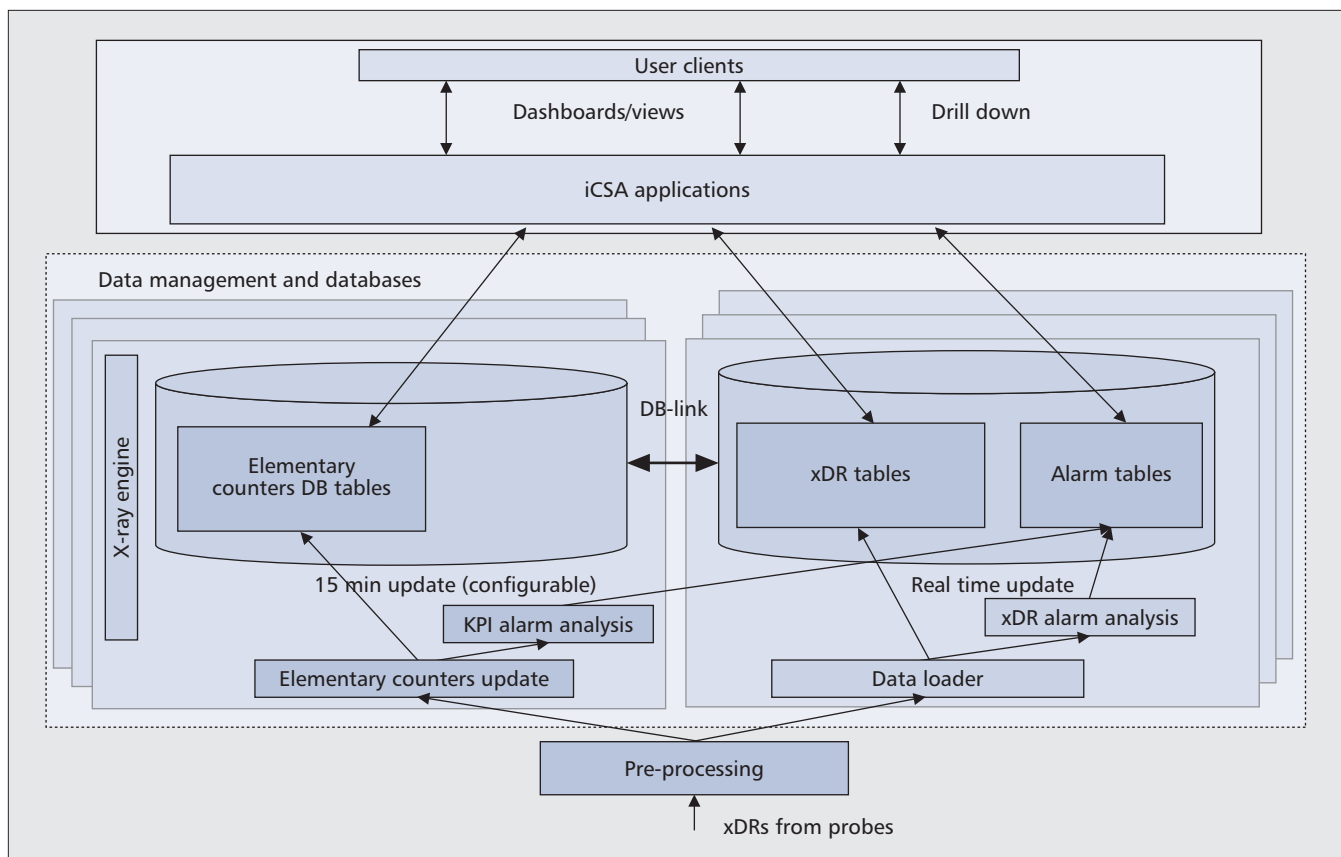 User clients
Dashboards/views
Drill down
iCSA applications
Data management and databases
X-ray engine
DB-link
Elementary
counters DB tables
xDR tables
Alarm tables
15 min update (configurable)
Real time update
KPI alarm analysis
xDR alarm analysis
Elementary counters update
Data loader
Pre-processing
xDRs from probes